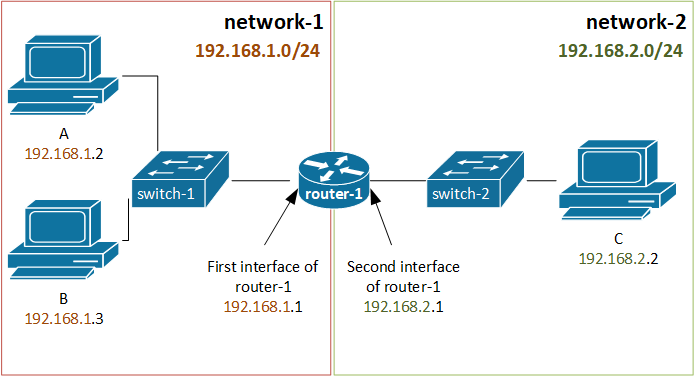 network-1
192.168.1.0/24
network-2
192.168.2.0/24
A
192.168.1.2
switch-1
router-1
switch-2
B
192.168.1.3
First interface of
router-1
192.168.1.1
Second interface
of router-1
192.168.2.1
C
192.168.2.2